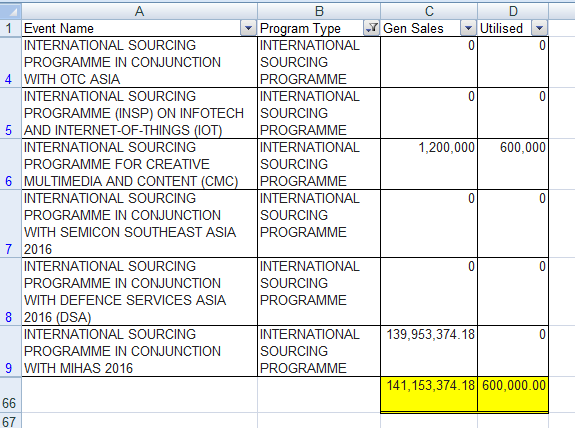 A B C D
1 Event Name Program Type Gen Sales Utilised
INTERNATIONAL SOURCING INTERNATIONAL 0 0
PROGRAMME IN CONJUNCTION SOURCING
4 WITH OTC ASIA PROGRAMME
INTERNATIONAL SOURCING INTERNATIONAL 0 0
PROGRAMME (INSP) ON INFOTECH SOURCING
5 AND INTERNET-OF-THINGS (IOT) PROGRAMME
INTERNATIONAL SOURCING INTERNATIONAL 1,200,000 600,000
PROGRAMME FOR CREATIVE SOURCING
6 MULTIMEDIA AND CONTENT (CMC) PROGRAMME
INTERNATIONAL SOURCING INTERNATIONAL 0 0
PROGRAMME IN CONJUNCTION SOURCING
WITH SEMICON SOUTHEAST ASIA PROGRAMME
7 2016
INTERNATIONAL SOURCING INTERNATIONAL 0 0
PROGRAMME IN CONJUNCTION SOURCING
WITH DEFENCE SERVICES ASIA PROGRAMME
8 2016 (DSA)
INTERNATIONAL SOURCING INTERNATIONAL 139,953,374.18 0
PROGRAMME IN CONJUNCTION SOURCING
9 WITH MIHAS 2016 PROGRAMME
141,153,374.18 600,000.00
66
67